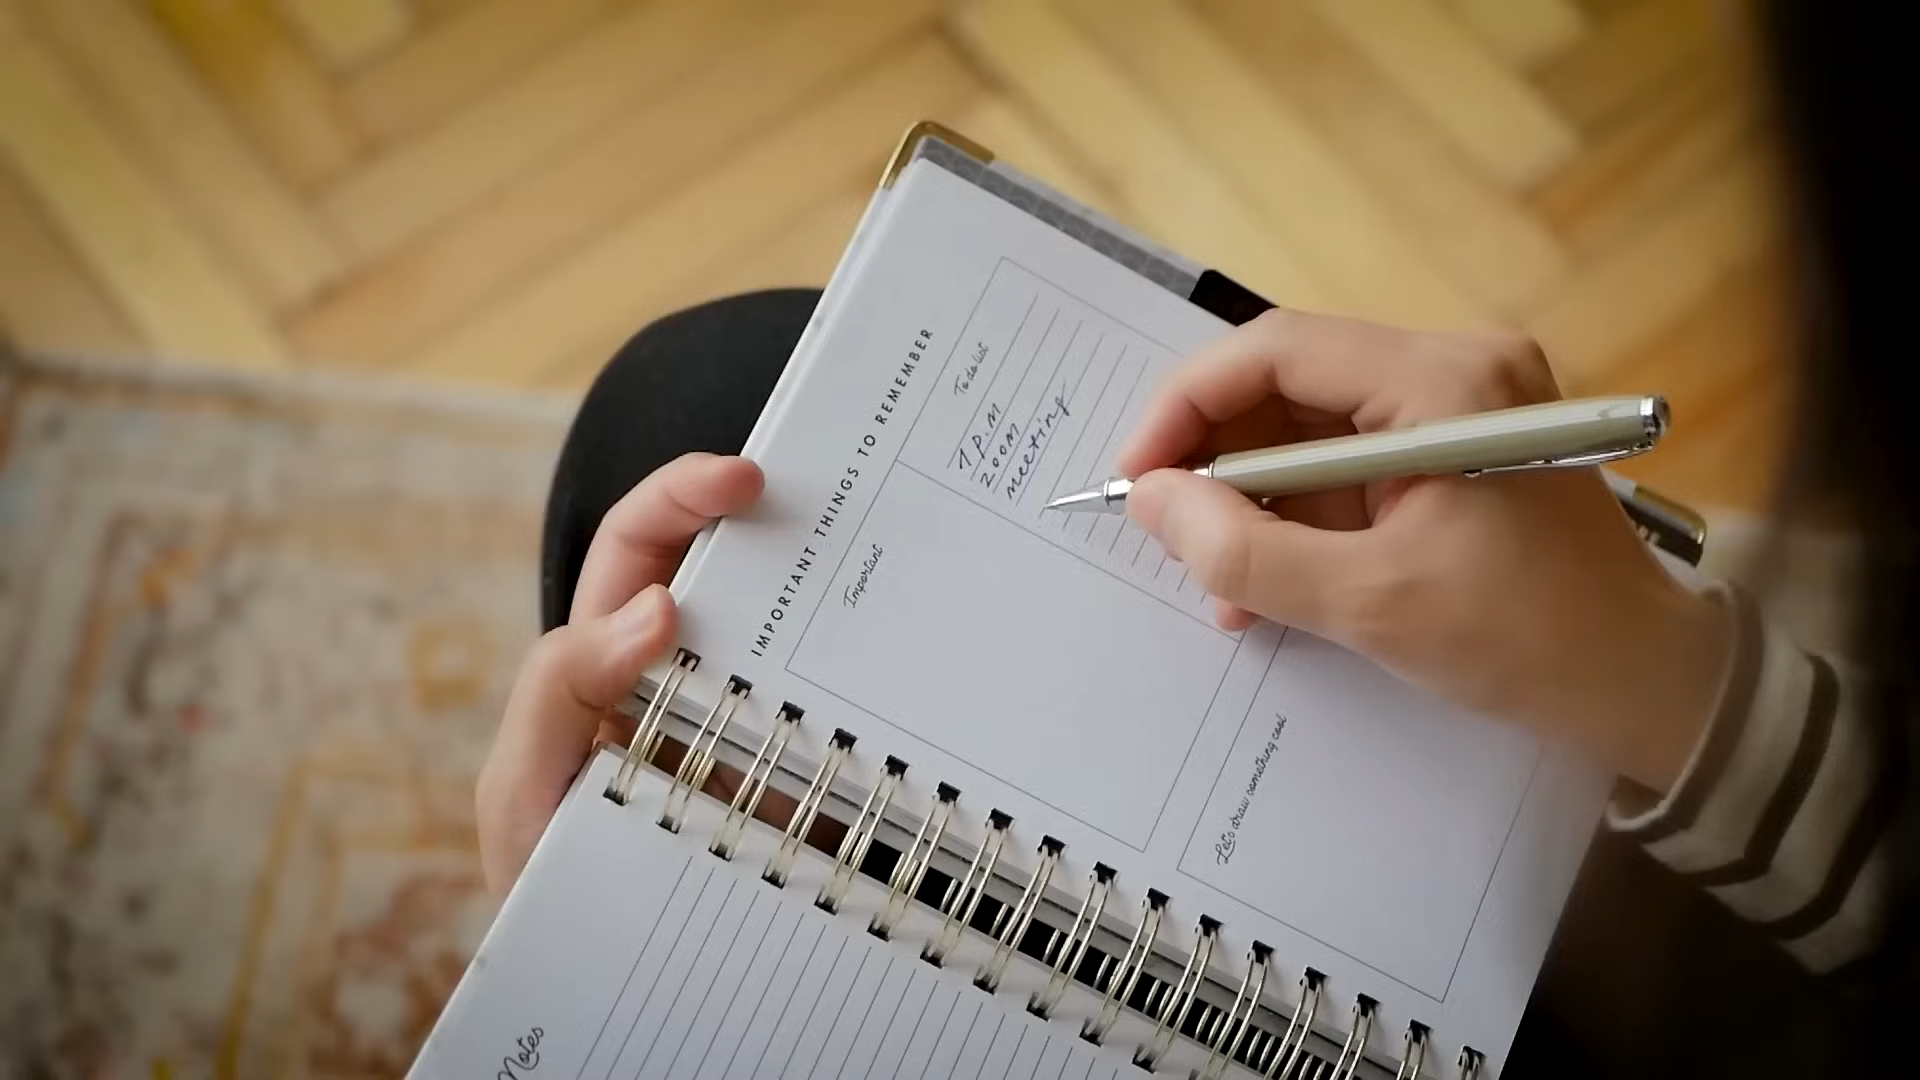 IMPORTANT THINGS TO REMEMBER
To do list
1 P.M
ZOOM
meeting
Important
Let's draw something cool
Notes